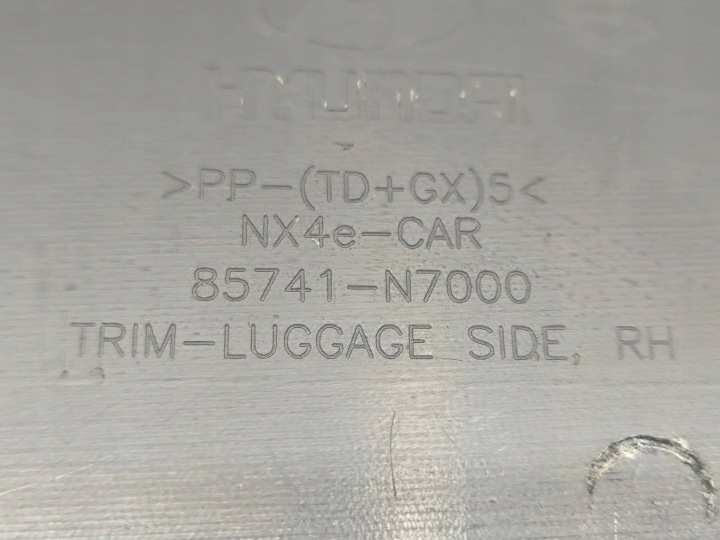 HYUNDAI
>PP-(TD+GX)5<
NX4e-CAR
85741-N7000
TRIM-LUGGAGE SIDE, RH